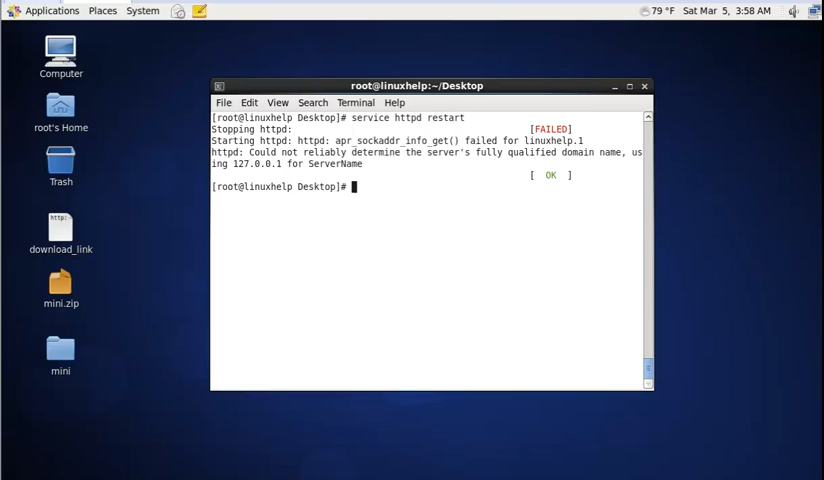 Applications Places System 79 °F Sat Mar 5, 3:58 AM
Computer
root's Home
Trash
http:
download_link
mini.zip
mini
root@linuxhelp:~/Desktop
File Edit View Search Terminal Help
[root@linuxhelp Desktop]# service httpd restart
Stopping httpd: [FAILED]
Starting httpd: httpd: apr_sockaddr_info_get() failed for linuxhelp.1
httpd: Could not reliably determine the server's fully qualified domain name, us
ing 127.0.0.1 for ServerName
[ OK ]
[root@linuxhelp Desktop]#